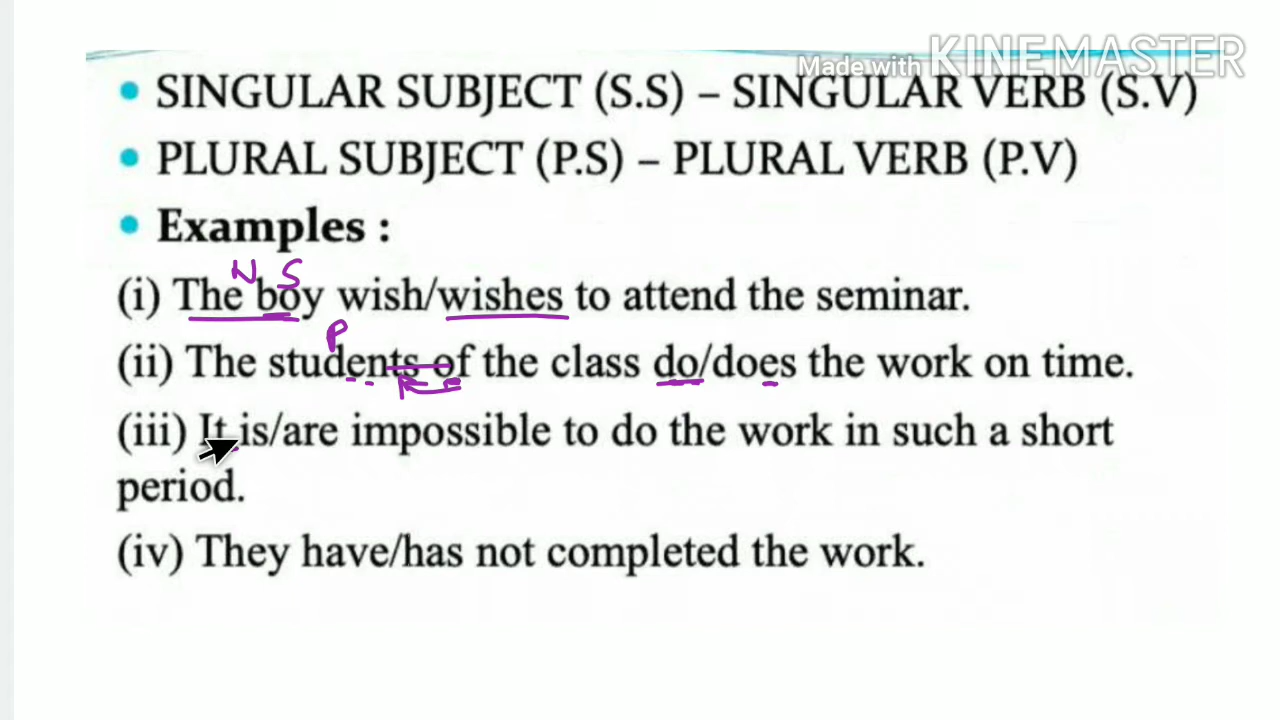 Made with KINEMASTER
• SINGULAR SUBJECT (S.S) – SINGULAR VERB (S.V)
• PLURAL SUBJECT (P.S) – PLURAL VERB (P.V)
• Examples :
N S
(i) The boy wish/wishes to attend the seminar.
P
(ii) The students of the class do/does the work on time.
(iii) It is/are impossible to do the work in such a short
period.
(iv) They have/has not completed the work.